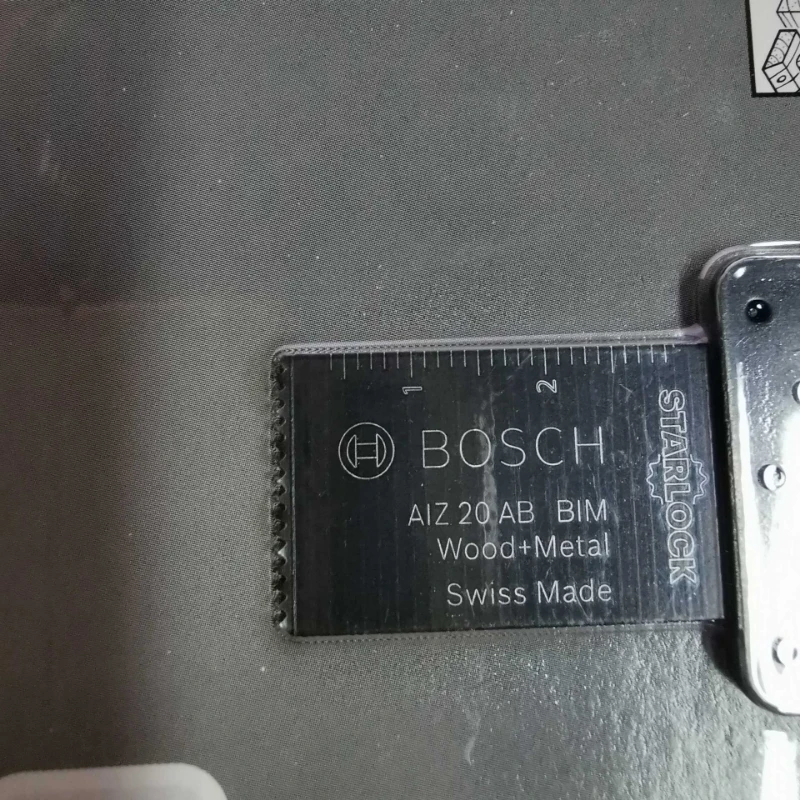 1 2
BOSCH
AIZ 20 AB BIM
Wood+Metal
Swiss Made
STARLOCK